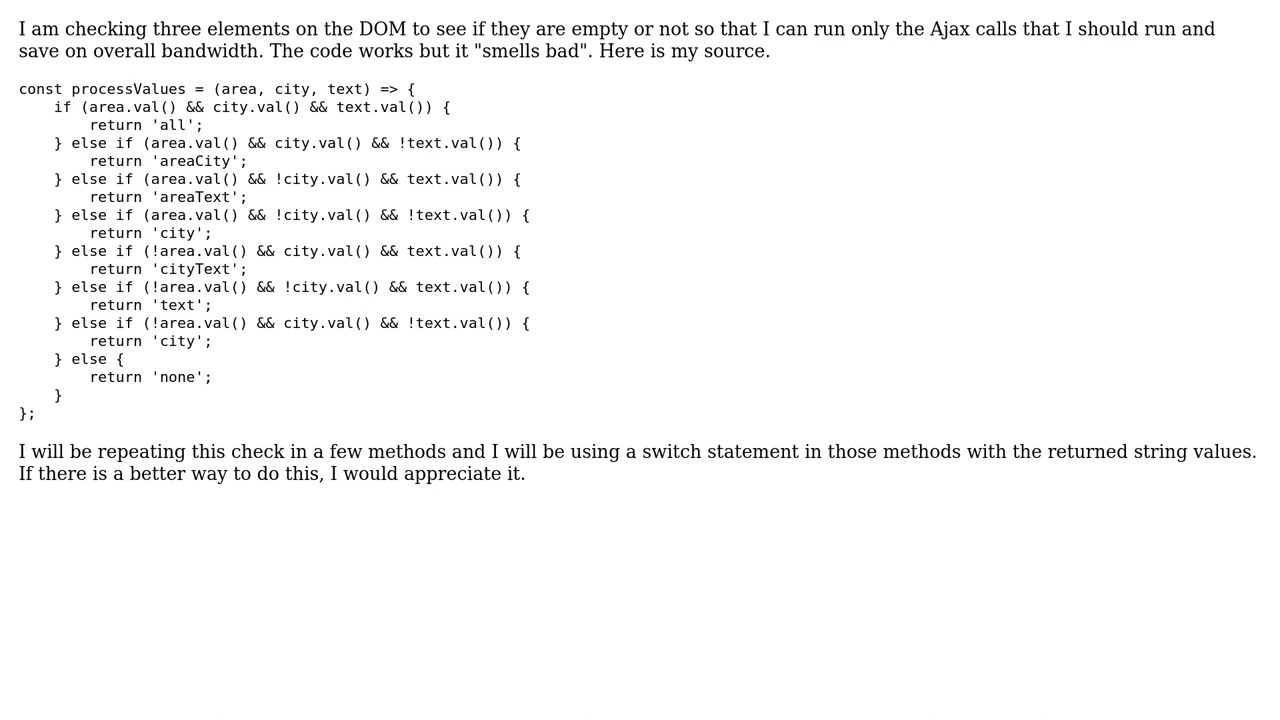 I am checking three elements on the DOM to see if they are empty or not so that I can run only the Ajax calls that I should run and
save on overall bandwidth. The code works but it "smells bad". Here is my source.
const processValues = (area, city, text) => {
    if (area.val() && city.val() && text.val()) {
        return 'all';
    } else if (area.val() && city.val() && !text.val()) {
        return 'areaCity';
    } else if (area.val() && !city.val() && text.val()) {
        return 'areaText';
    } else if (area.val() && !city.val() && !text.val()) {
        return 'city';
    } else if (!area.val() && city.val() && text.val()) {
        return 'cityText';
    } else if (!area.val() && !city.val() && text.val()) {
        return 'text';
    } else if (!area.val() && city.val() && !text.val()) {
        return 'city';
    } else {
        return 'none';
    }
};
I will be repeating this check in a few methods and I will be using a switch statement in those methods with the returned string values.
If there is a better way to do this, I would appreciate it.